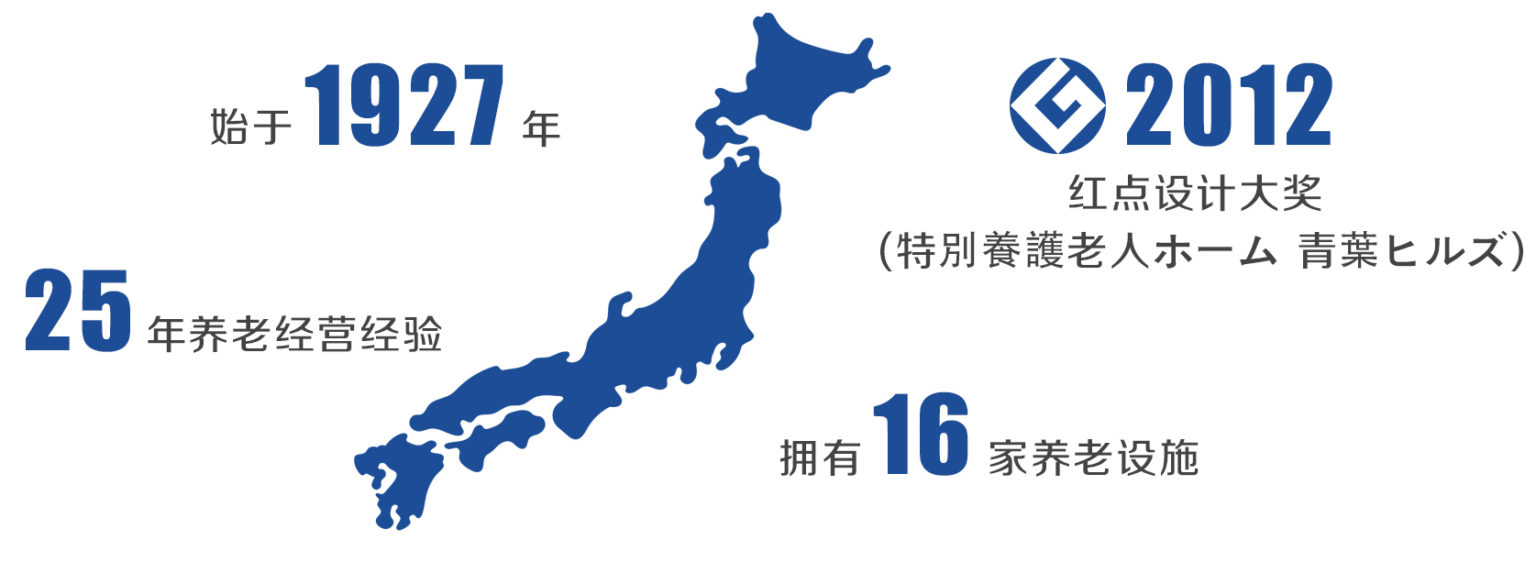 始于 1927 年
2012
红点设计大奖
(特別養護老人ホーム 青葉ヒルズ)
25 年养老经营经验
拥有 16 家养老设施